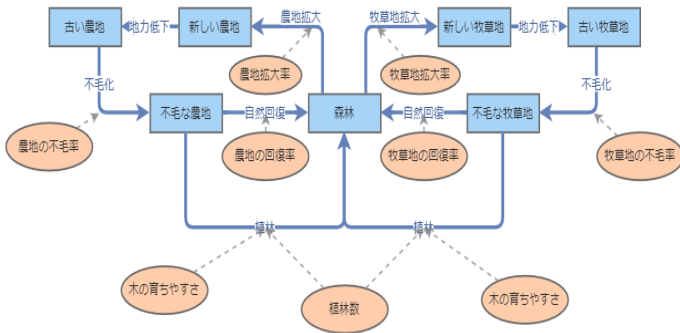 古い農地
地力低下
新しい農地
農地拡大
牧草地拡大
新しい牧草地
地力低下
古い牧草地
農地拡大率
牧草地拡大率
不毛化
不毛化
不毛な農地
自然回復
森林
自然回復
不毛な牧草地
農地の不毛率
農地の回復率
牧草地の回復率
牧草地の不毛率
植林
植林
木の育ちやすさ
植林数
木の育ちやすさ